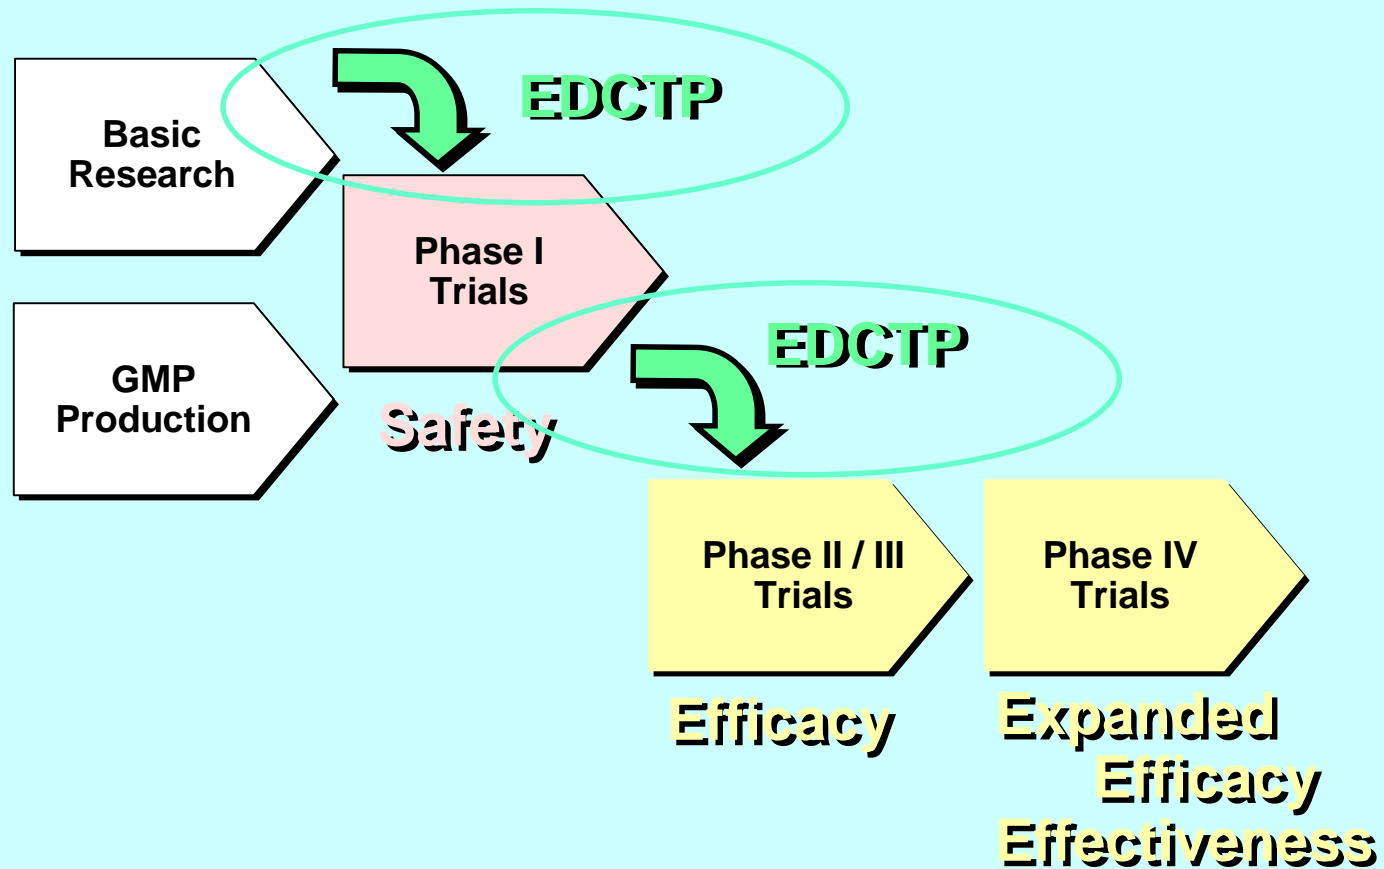 EDCTP
Basic
Research
Phase I
Trials
EDCTP
GMP
Production
Safety
Phase II / III
Trials
Phase IV
Trials
Efficacy
Expanded
Efficacy
Effectiveness